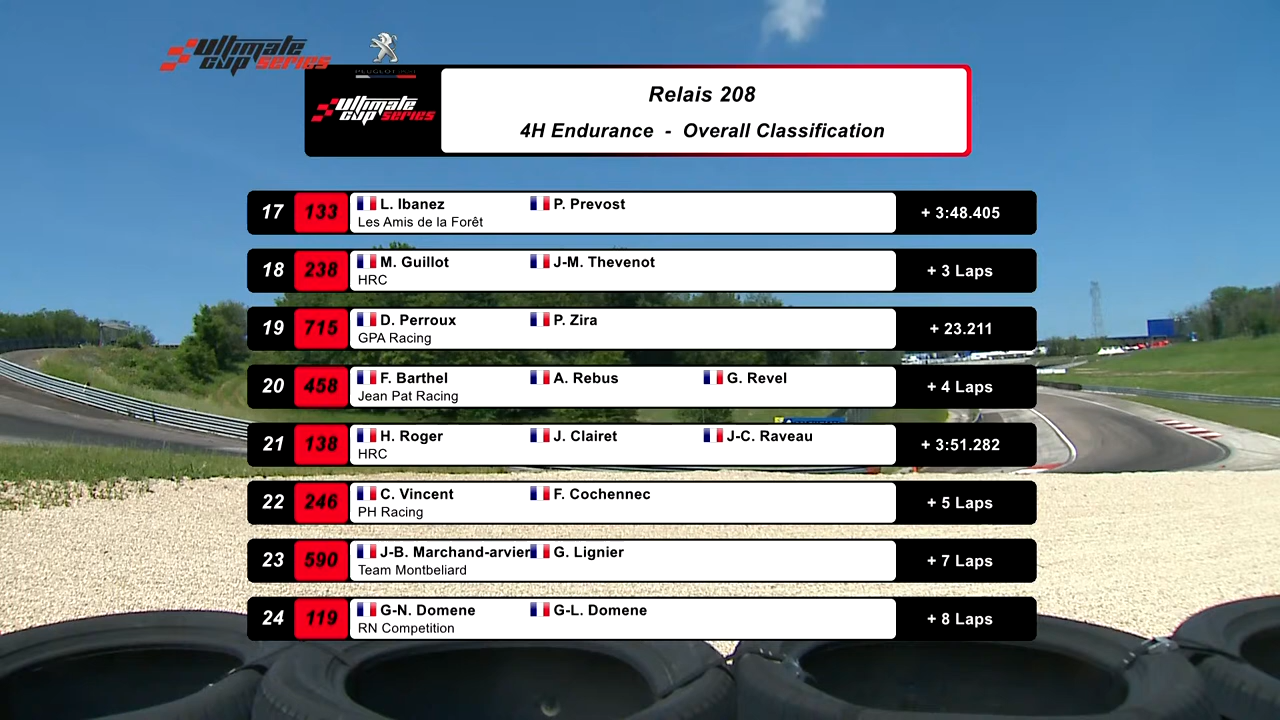 ultimate
cup series
PEUGEOT
ultimate
cup series
Relais 208
4H Endurance - Overall Classification
17 133 L. Ibanez P. Prevost + 3:48.405
Les Amis de la Forêt
18 238 M. Guillot J-M. Thevenot + 3 Laps
HRC
19 715 D. Perroux P. Zira + 23.211
GPA Racing
20 458 F. Barthel A. Rebus G. Revel + 4 Laps
Jean Pat Racing
21 138 H. Roger J. Clairet J-C. Raveau + 3:51.282
HRC
22 246 C. Vincent F. Cochennec + 5 Laps
PH Racing
23 590 J-B. Marchand-arvier G. Lignier + 7 Laps
Team Montbeliard
24 119 G-N. Domene G-L. Domene + 8 Laps
RN Competition